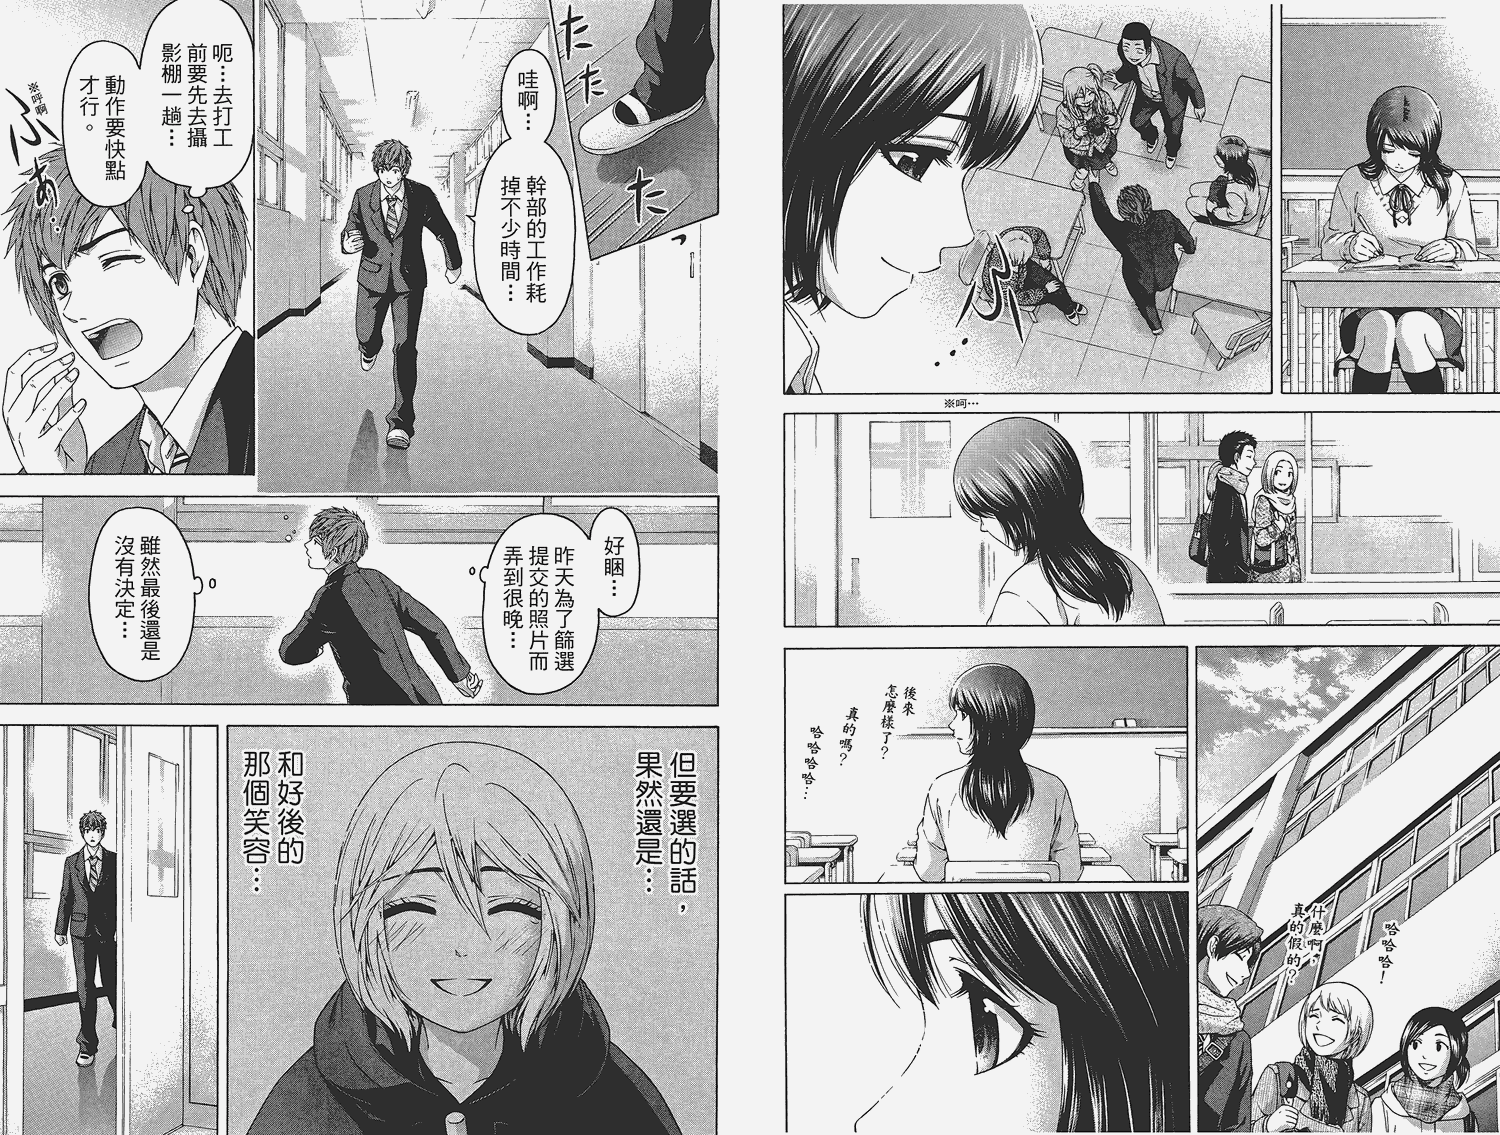 ふ
※呵…
後來
怎麼樣了?
真的嗎?
哈哈哈哈…
哈哈哈!
什麼啊,
真的假的?
た
た
た
っ
哇啊…
幹部的工作耗
掉不少時間…
呃…去打工
前要先去攝
影棚一趟…
動作要快點
才行。
※呼啊
ふぁ…
好睏…
昨天為了篩選
提交的照片而
弄到很晚…
雖然最後還是
沒有決定…
但要選的話,
果然還是…
和好後的
那個笑容…